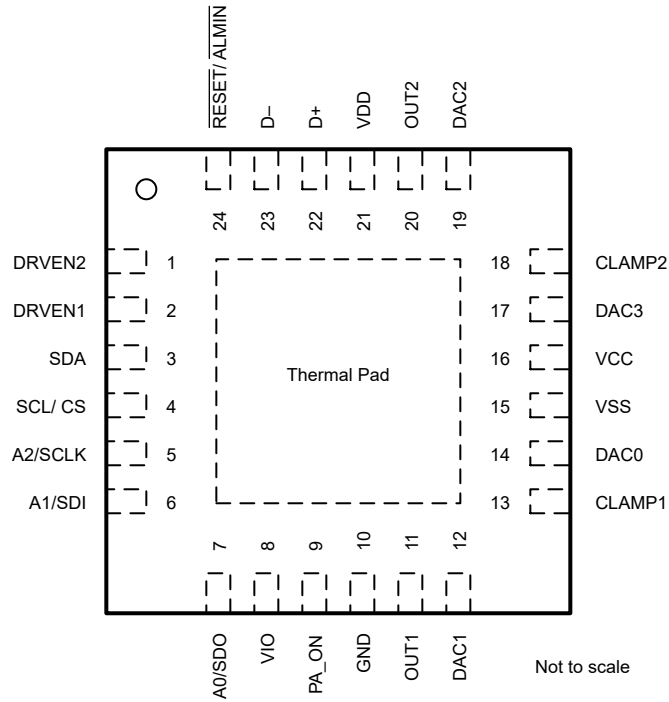 RESET/ ALMIN
D–
D+
VDD
OUT2
DAC2
24
23
22
21
20
19
DRVEN2 1
DRVEN1 2
SDA 3
SCL/ CS 4
A2/SCLK 5
A1/SDI 6
Thermal Pad
18 CLAMP2
17 DAC3
16 VCC
15 VSS
14 DAC0
13 CLAMP1
7
8
9
10
11
12
A0/SDO
VIO
PA_ON
GND
OUT1
DAC1
Not to scale